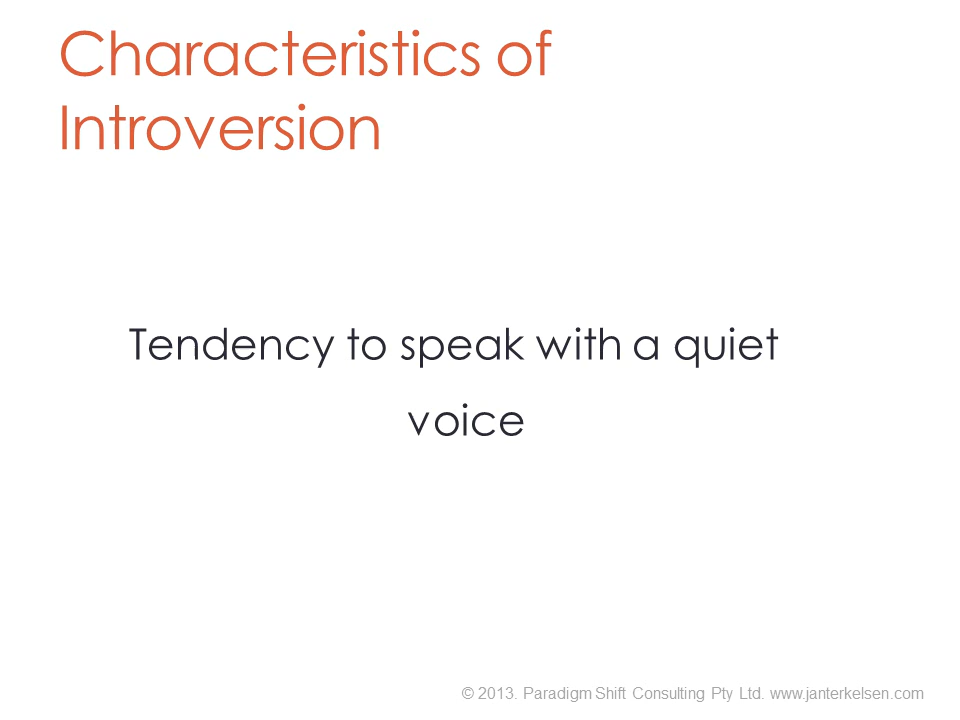 Characteristics of
Introversion
Tendency to speak with a quiet
voice
© 2013. Paradigm Shift Consulting Pty Ltd. www.janterkelsen.com